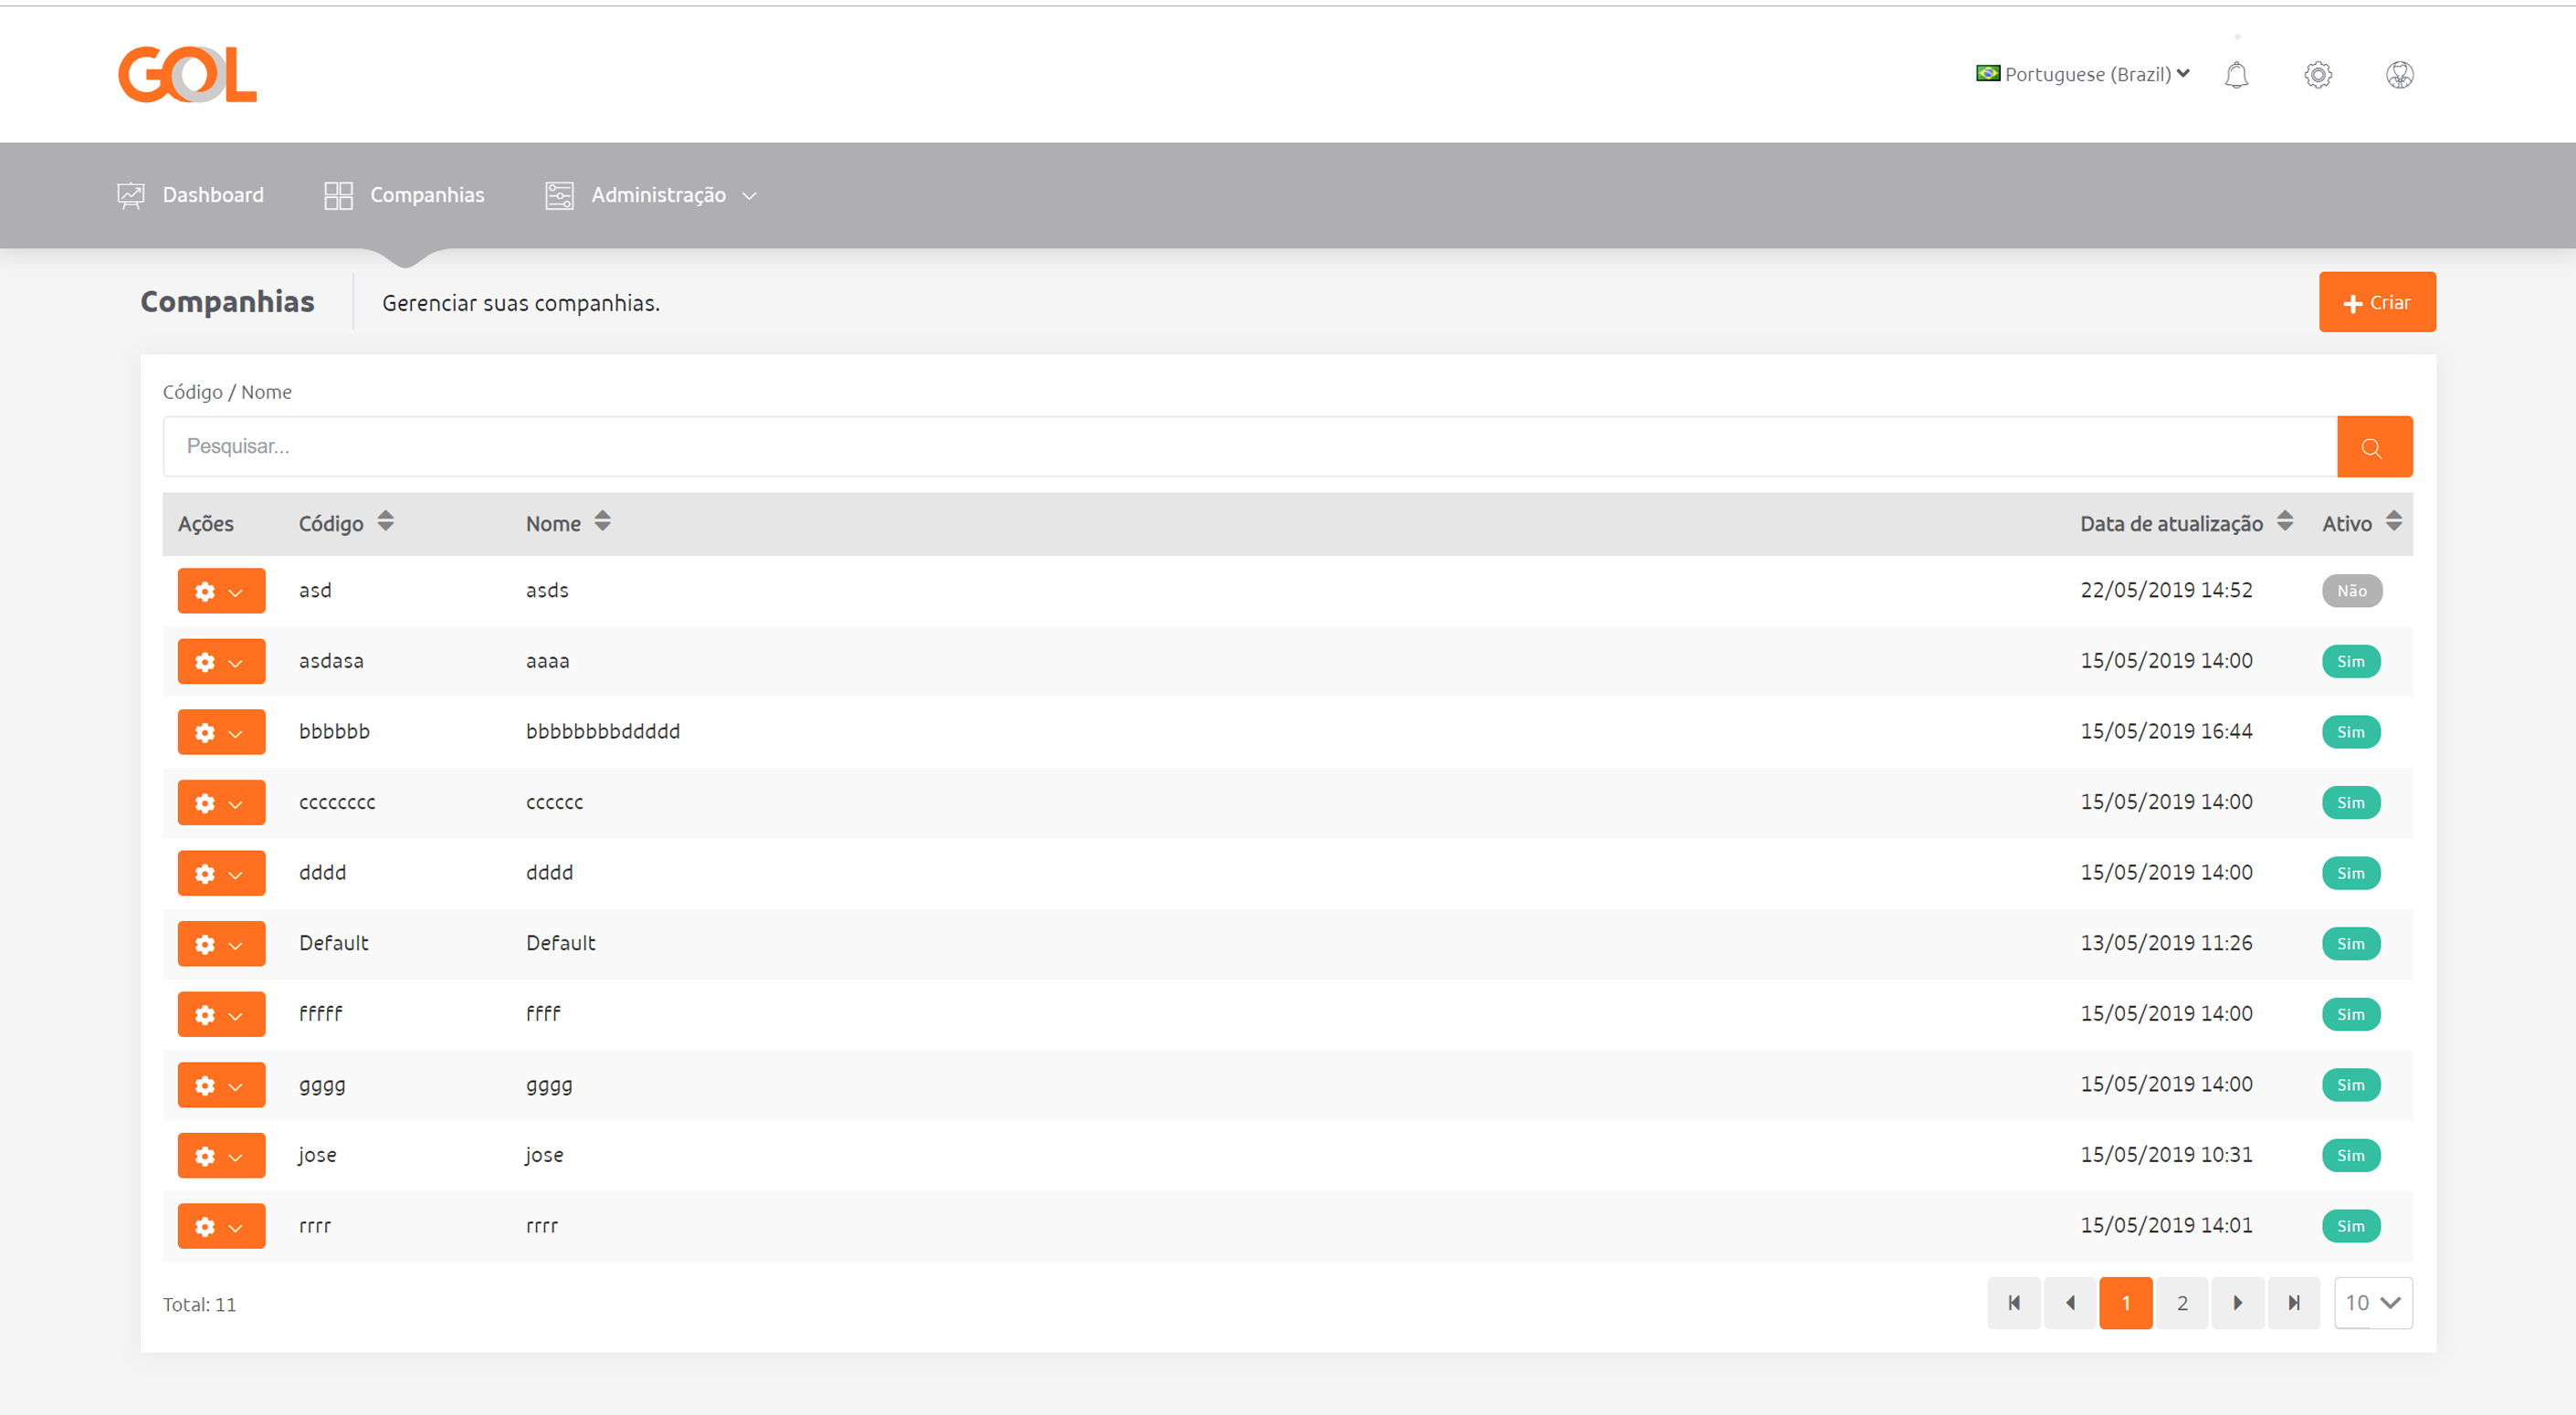 GOL
Portuguese (Brazil)
Dashboard Companhias Administração
Companhias Gerenciar suas companhias. Criar
Código / Nome
Pesquisar...
Ações Código Nome Data de atualização Ativo
asd asds 22/05/2019 14:52 Não
asdasa aaaa 15/05/2019 14:00 Sim
bbbbbb bbbbbbbbddddd 15/05/2019 16:44 Sim
cccccccc cccccc 15/05/2019 14:00 Sim
dddd dddd 15/05/2019 14:00 Sim
Default Default 13/05/2019 11:26 Sim
fffff ffff 15/05/2019 14:00 Sim
gggg gggg 15/05/2019 14:00 Sim
jose jose 15/05/2019 10:31 Sim
rrrr rrrr 15/05/2019 14:01 Sim
Total: 11 1 2 10